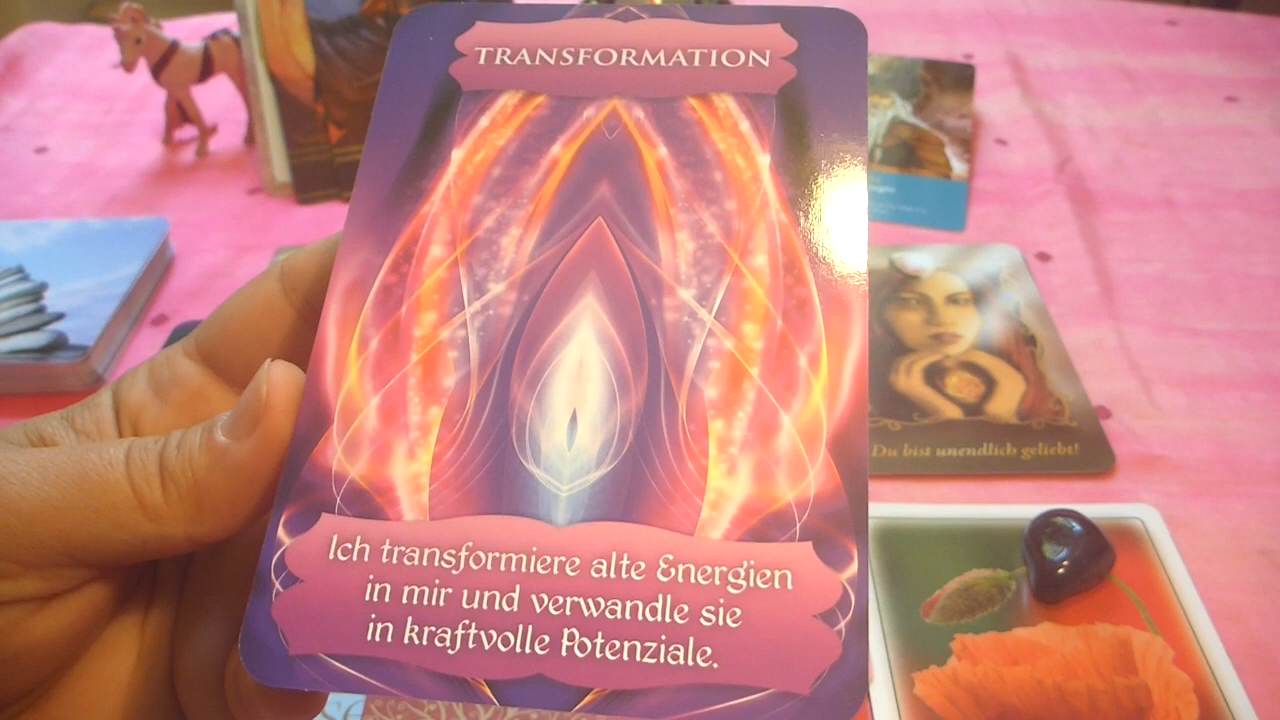 TRANSFORMATION
Ich transformiere alte Energien
in mir und verwandle sie
in kraftvolle Potenziale.
Du bist unendlich geliebt!